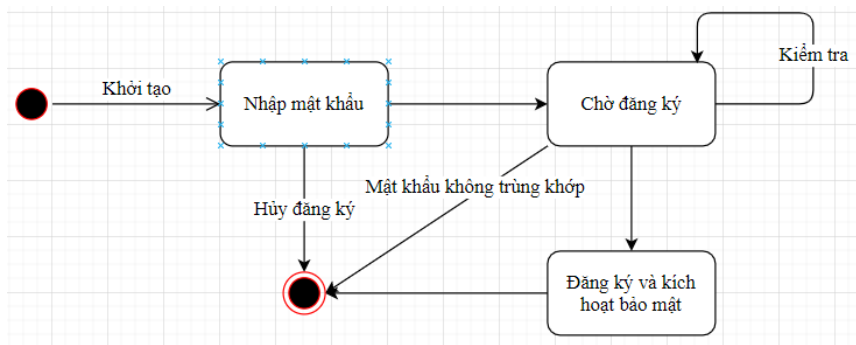 Kiểm tra
Khởi tạo
Nhập mật khẩu
Chờ đăng ký
Mật khẩu không trùng khớp
Hủy đăng ký
Đăng ký và kích
hoạt bảo mật